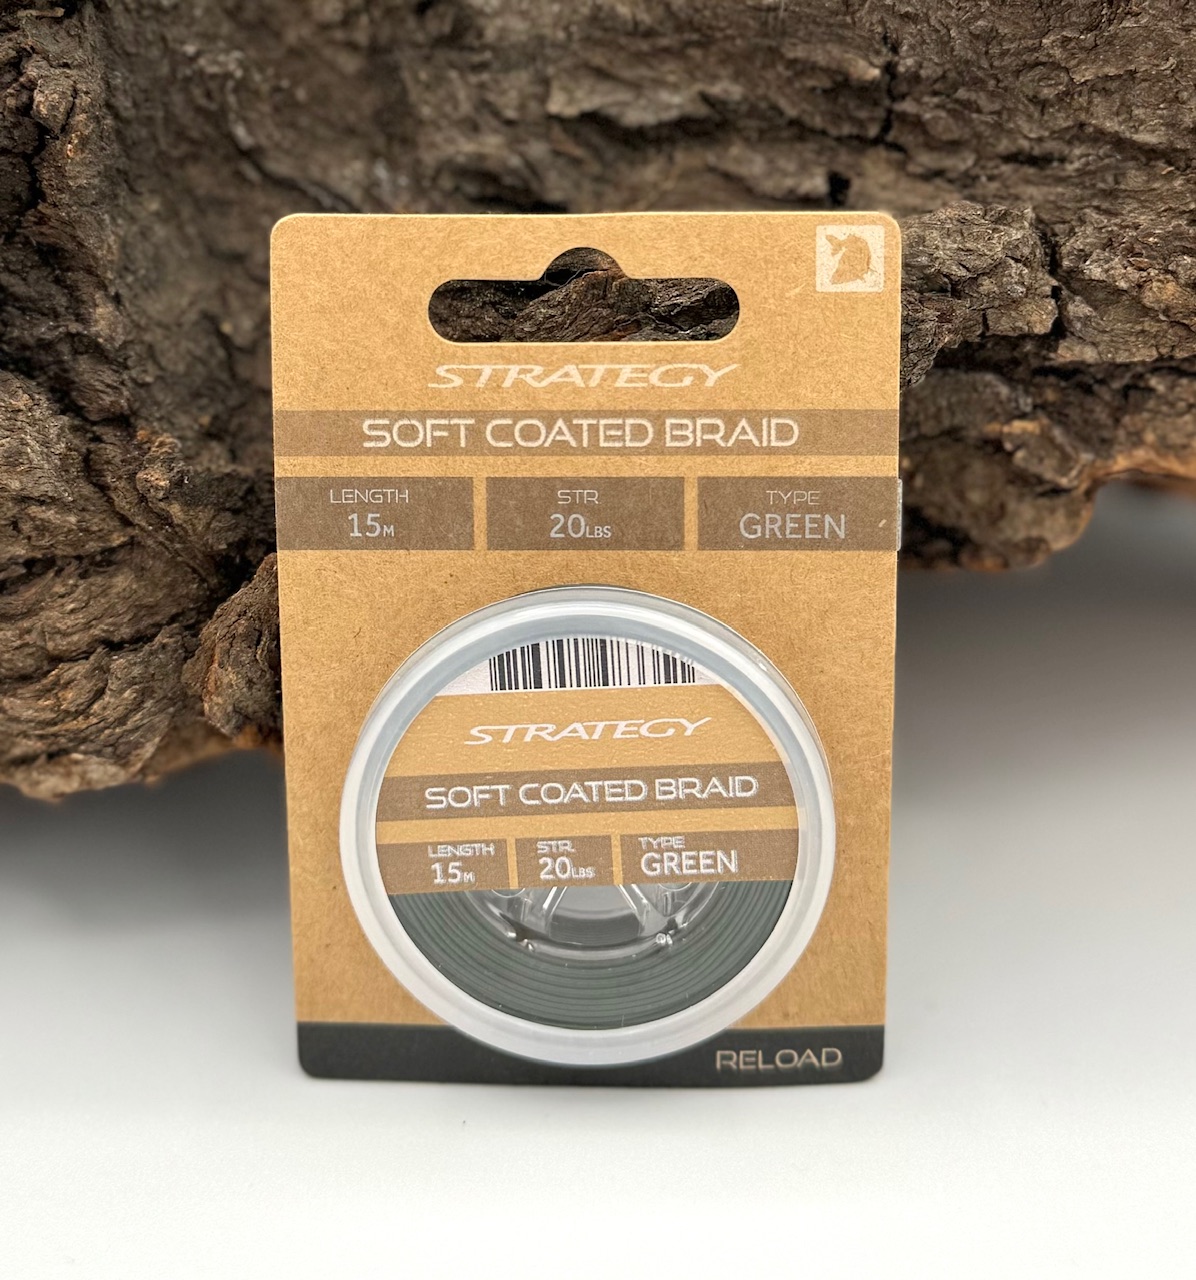 STRATEGY
SOFT COATED BRAID
LENGTH STR. TYPE
15M 20LBS GREEN
STRATEGY
SOFT COATED BRAID
LENGTH STR. TYPE
15M 20LBS GREEN
RELOAD